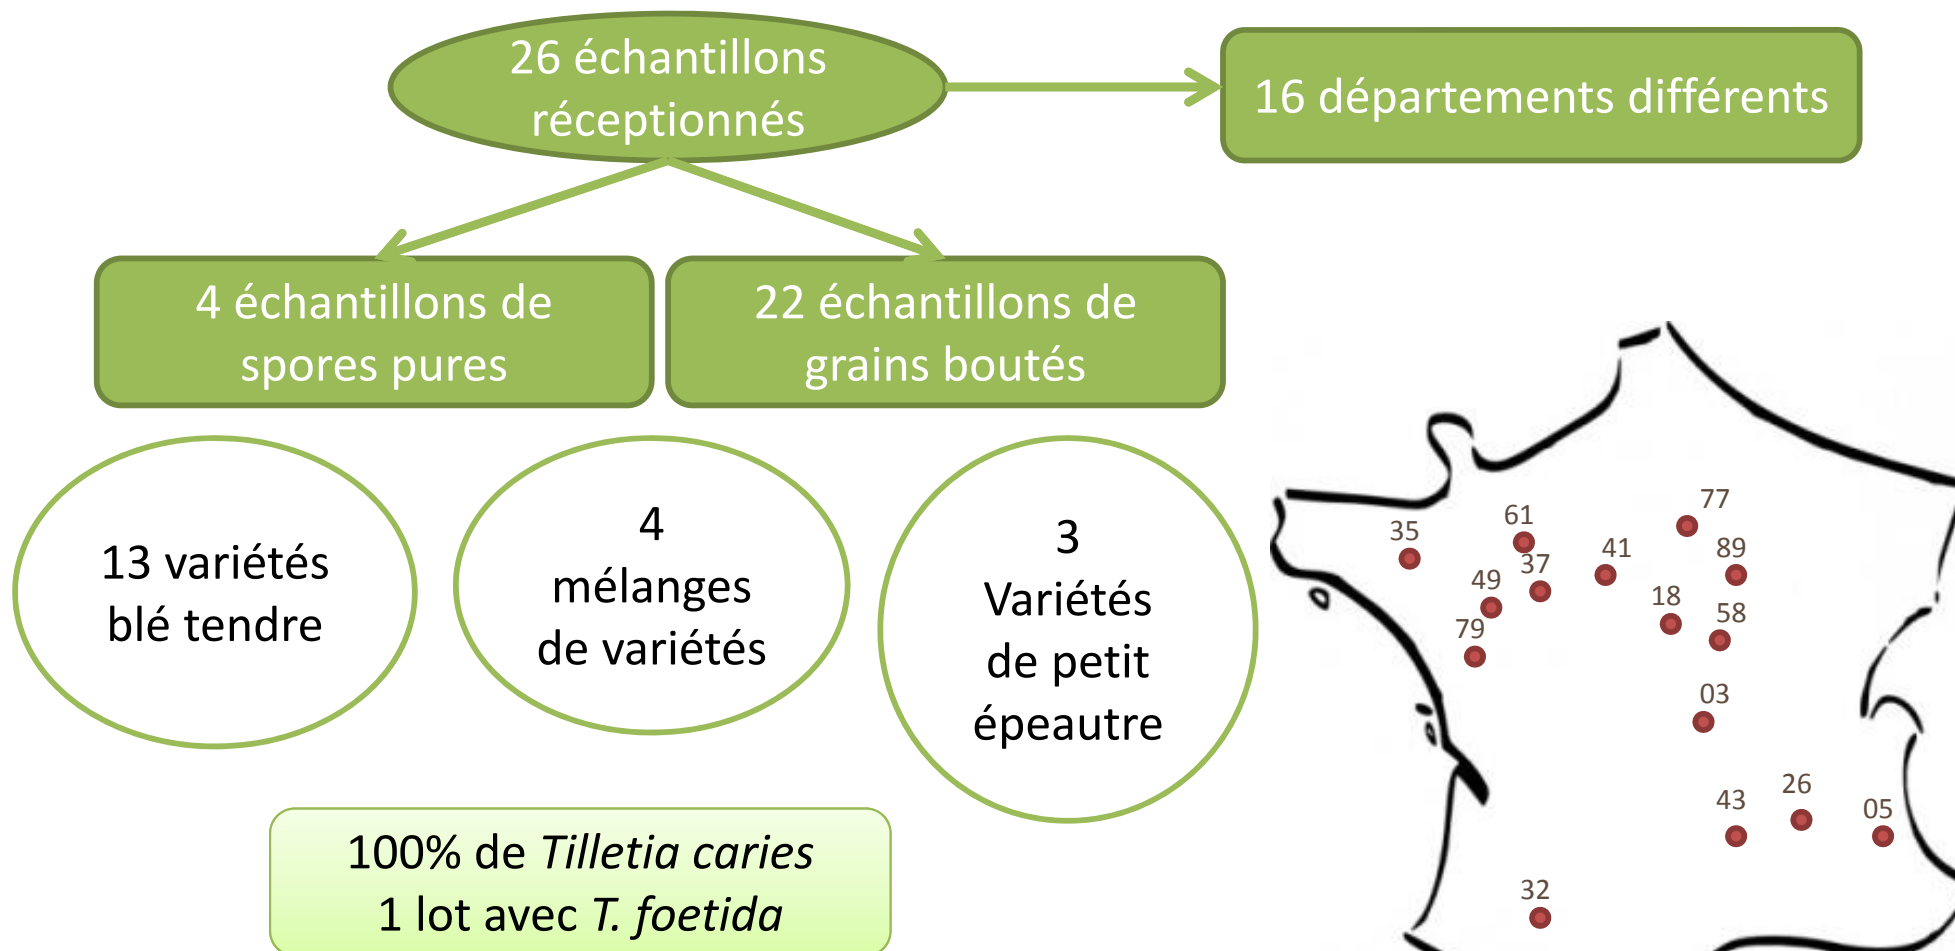 26 échantillons
réceptionnés
16 départements différents
4 échantillons de
spores pures
22 échantillons de
grains boutés
13 variétés
blé tendre
4
mélanges
de variétés
3
Variétés
de petit
épeautre
100% de Tilletia caries
1 lot avec T. foetida
77
61
35
41
89
37
49
18
58
79
03
26
43
05
32